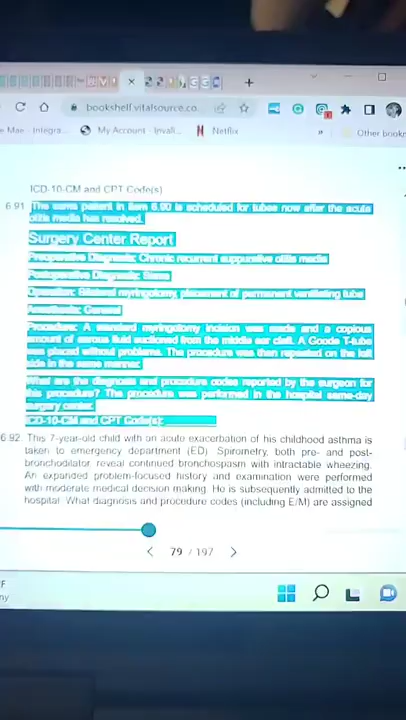 bookshelf.vitalsource.co
Mae Integra... My Account - Invali... Netflix » Other book
ICD-10-CM and CPT Code(s)
6.91 The same patient in item 6.90 is scheduled for tubes now after the acute
otitis media has resolved.
Surgery Center Report
Preoperative Diagnosis: Chronic recurrent suppurative otitis media
Postoperative Diagnosis: Same
Operation: Bilateral myringotomy, placement of permanent ventilating tube
Anesthesia: General
Procedure: A standard myringotomy incision was made and a copious
amount of serous fluid suctioned from the middle ear cleft. A Goode T-tube
was placed without problems. The procedure was then repeated on the left
side in the same manner.
What are the diagnosis and procedure codes reported by the surgeon for
this procedure? The procedure was performed in the hospital same-day
surgery center.
ICD-10-CM and CPT Code(s):
6.92. This 7-year-old child with an acute exacerbation of his childhood asthma is
taken to emergency department (ED). Spirometry, both pre- and post-
bronchodilator, reveal continued bronchospasm with intractable wheezing.
An expanded problem-focused history and examination were performed
with moderate medical decision making. He is subsequently admitted to the
hospital. What diagnosis and procedure codes (including E/M) are assigned
79 / 197